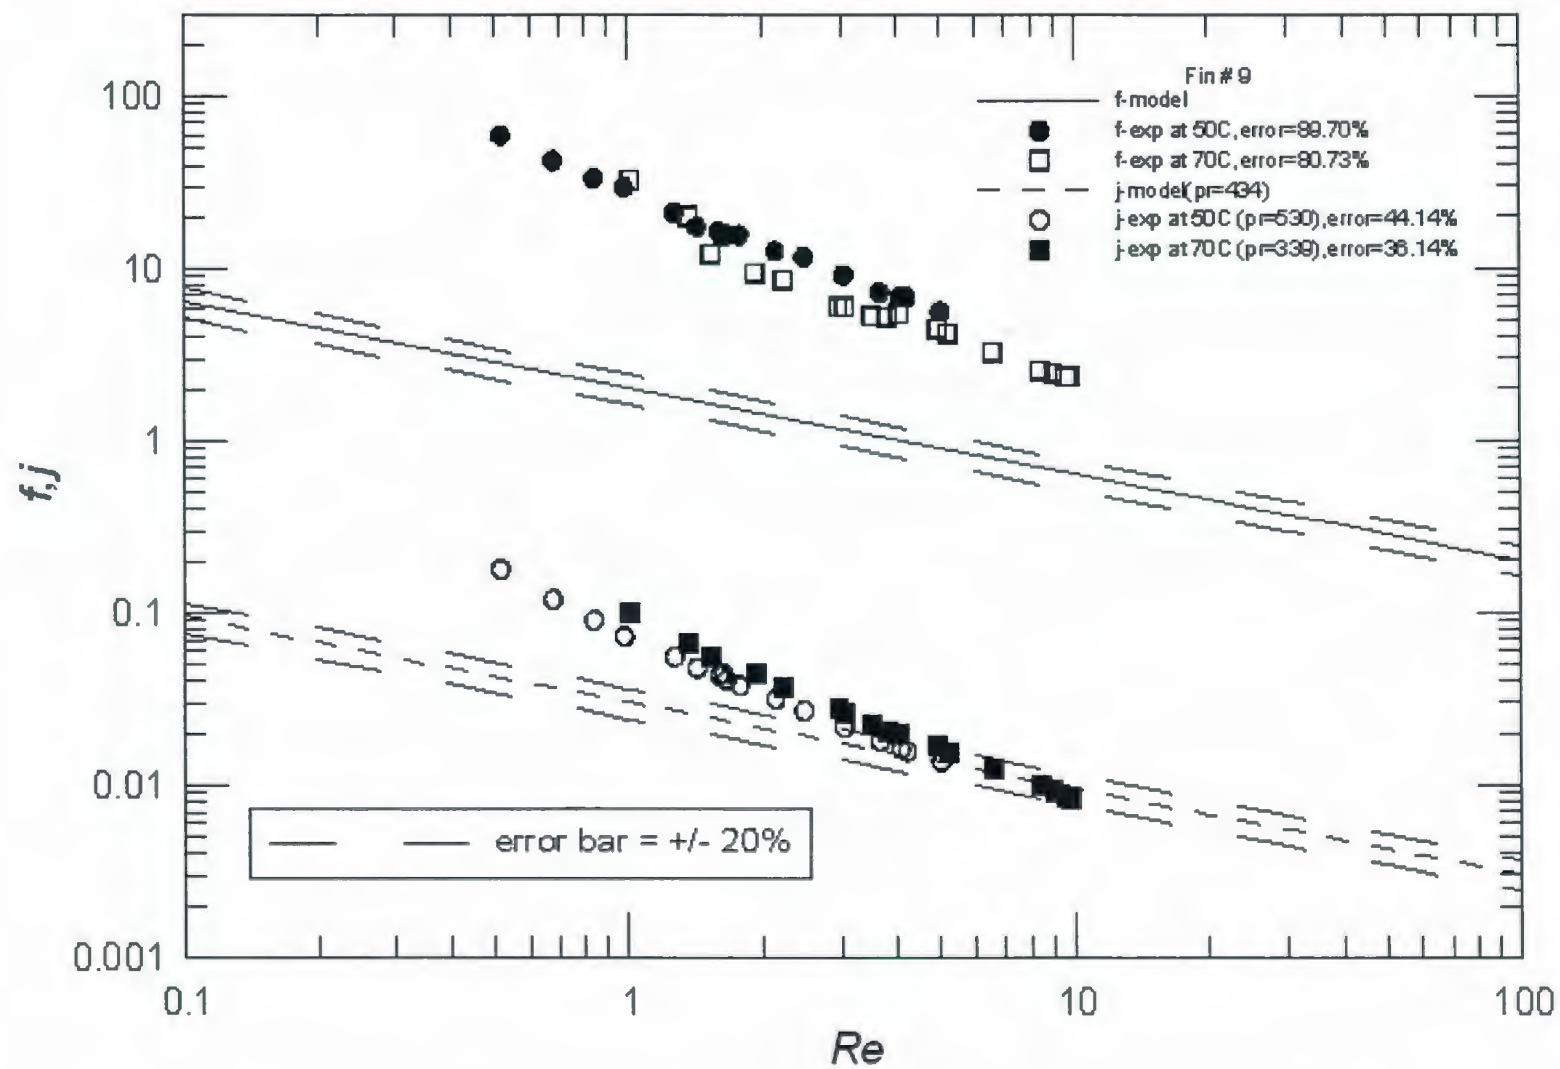 Fin # 9
f-model
f-exp at 50C,error=89.70%
f-exp at 70C,error=80.73%
j-model(pr=434)
j-exp at 50C (pr=530),error=44.14%
j-exp at 70C (pr=339),error=36.14%
100
10
1
0.1
0.01
0.001
f,j
error bar = +/- 20%
0.1
1
10
100
Re